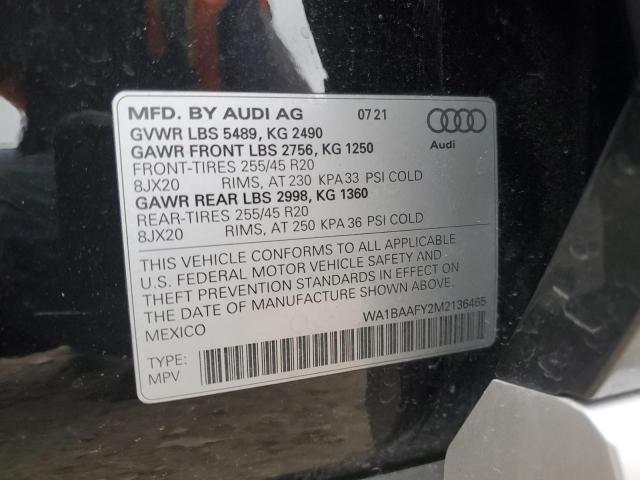 MFD. BY AUDI AG 07 21
GVWR LBS 5489, KG 2490
GAWR FRONT LBS 2756, KG 1250
FRONT-TIRES 255/45 R20
8JX20 RIMS, AT 230 KPA 33 PSI COLD
GAWR REAR LBS 2998, KG 1360
REAR-TIRES 255/45 R20
8JX20 RIMS, AT 250 KPA 36 PSI COLD
Audi
THIS VEHICLE CONFORMS TO ALL APPLICABLE
U.S. FEDERAL MOTOR VEHICLE SAFETY AND
THEFT PREVENTION STANDARDS IN EFFECT ON THE
DATE OF MANUFACTURE SHOWN ABOVE.
MEXICO WA1BAAFY2M2136465
TYPE:
MPV